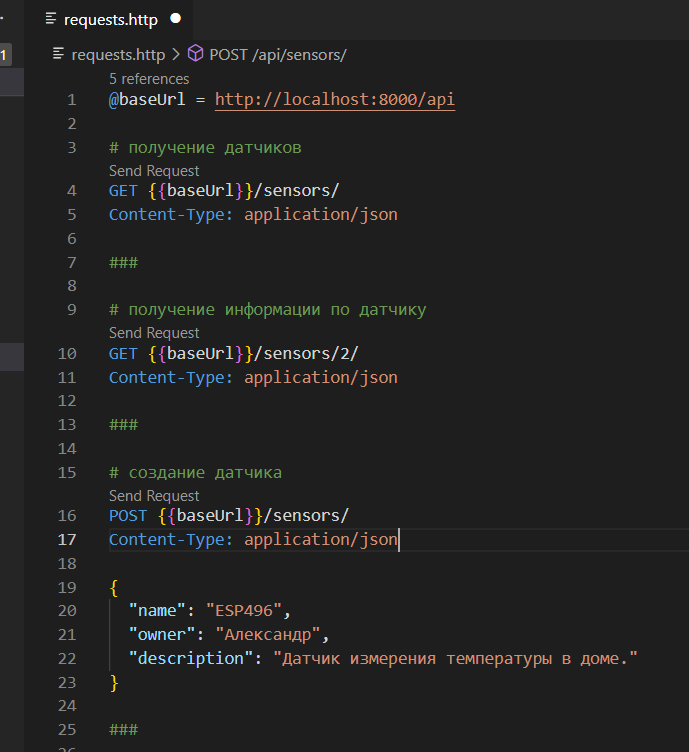 requests.http
1
requests.http > POST /api/sensors/
5 references
1 @baseUrl = http://localhost:8000/api
2
3 # получение датчиков
Send Request
4 GET {{baseUrl}}/sensors/
5 Content-Type: application/json
6
7 ###
8
9 # получение информации по датчику
Send Request
10 GET {{baseUrl}}/sensors/2/
11 Content-Type: application/json
12
13 ###
14
15 # создание датчика
Send Request
16 POST {{baseUrl}}/sensors/
17 Content-Type: application/json
18
19 {
20 "name": "ESP496",
21 "owner": "Александр",
22 "description": "Датчик измерения температуры в доме."
23 }
24
25 ###